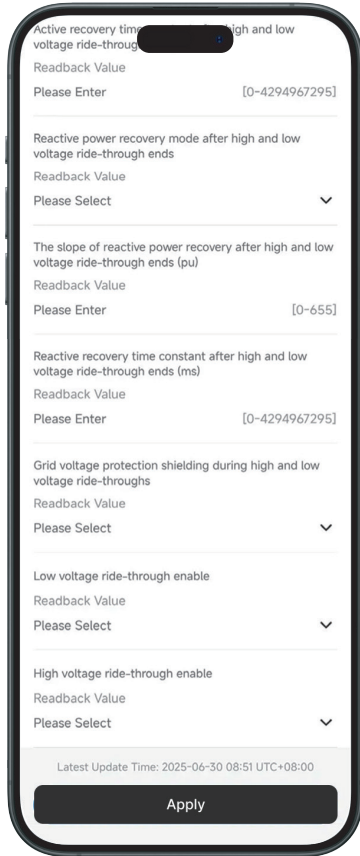 Active recovery time high and low
voltage ride-throug
Readback Value
Please Enter [0-4294967295]
Reactive power recovery mode after high and low
voltage ride-through ends
Readback Value
Please Select
The slope of reactive power recovery after high and low
voltage ride-through ends (pu)
Readback Value
Please Enter [0-655]
Reactive recovery time constant after high and low
voltage ride-through ends (ms)
Readback Value
Please Enter [0-4294967295]
Grid voltage protection shielding during high and low
voltage ride-throughs
Readback Value
Please Select
Low voltage ride-through enable
Readback Value
Please Select
High voltage ride-through enable
Readback Value
Please Select
Latest Update Time: 2025-06-30 08:51 UTC+08:00
Apply